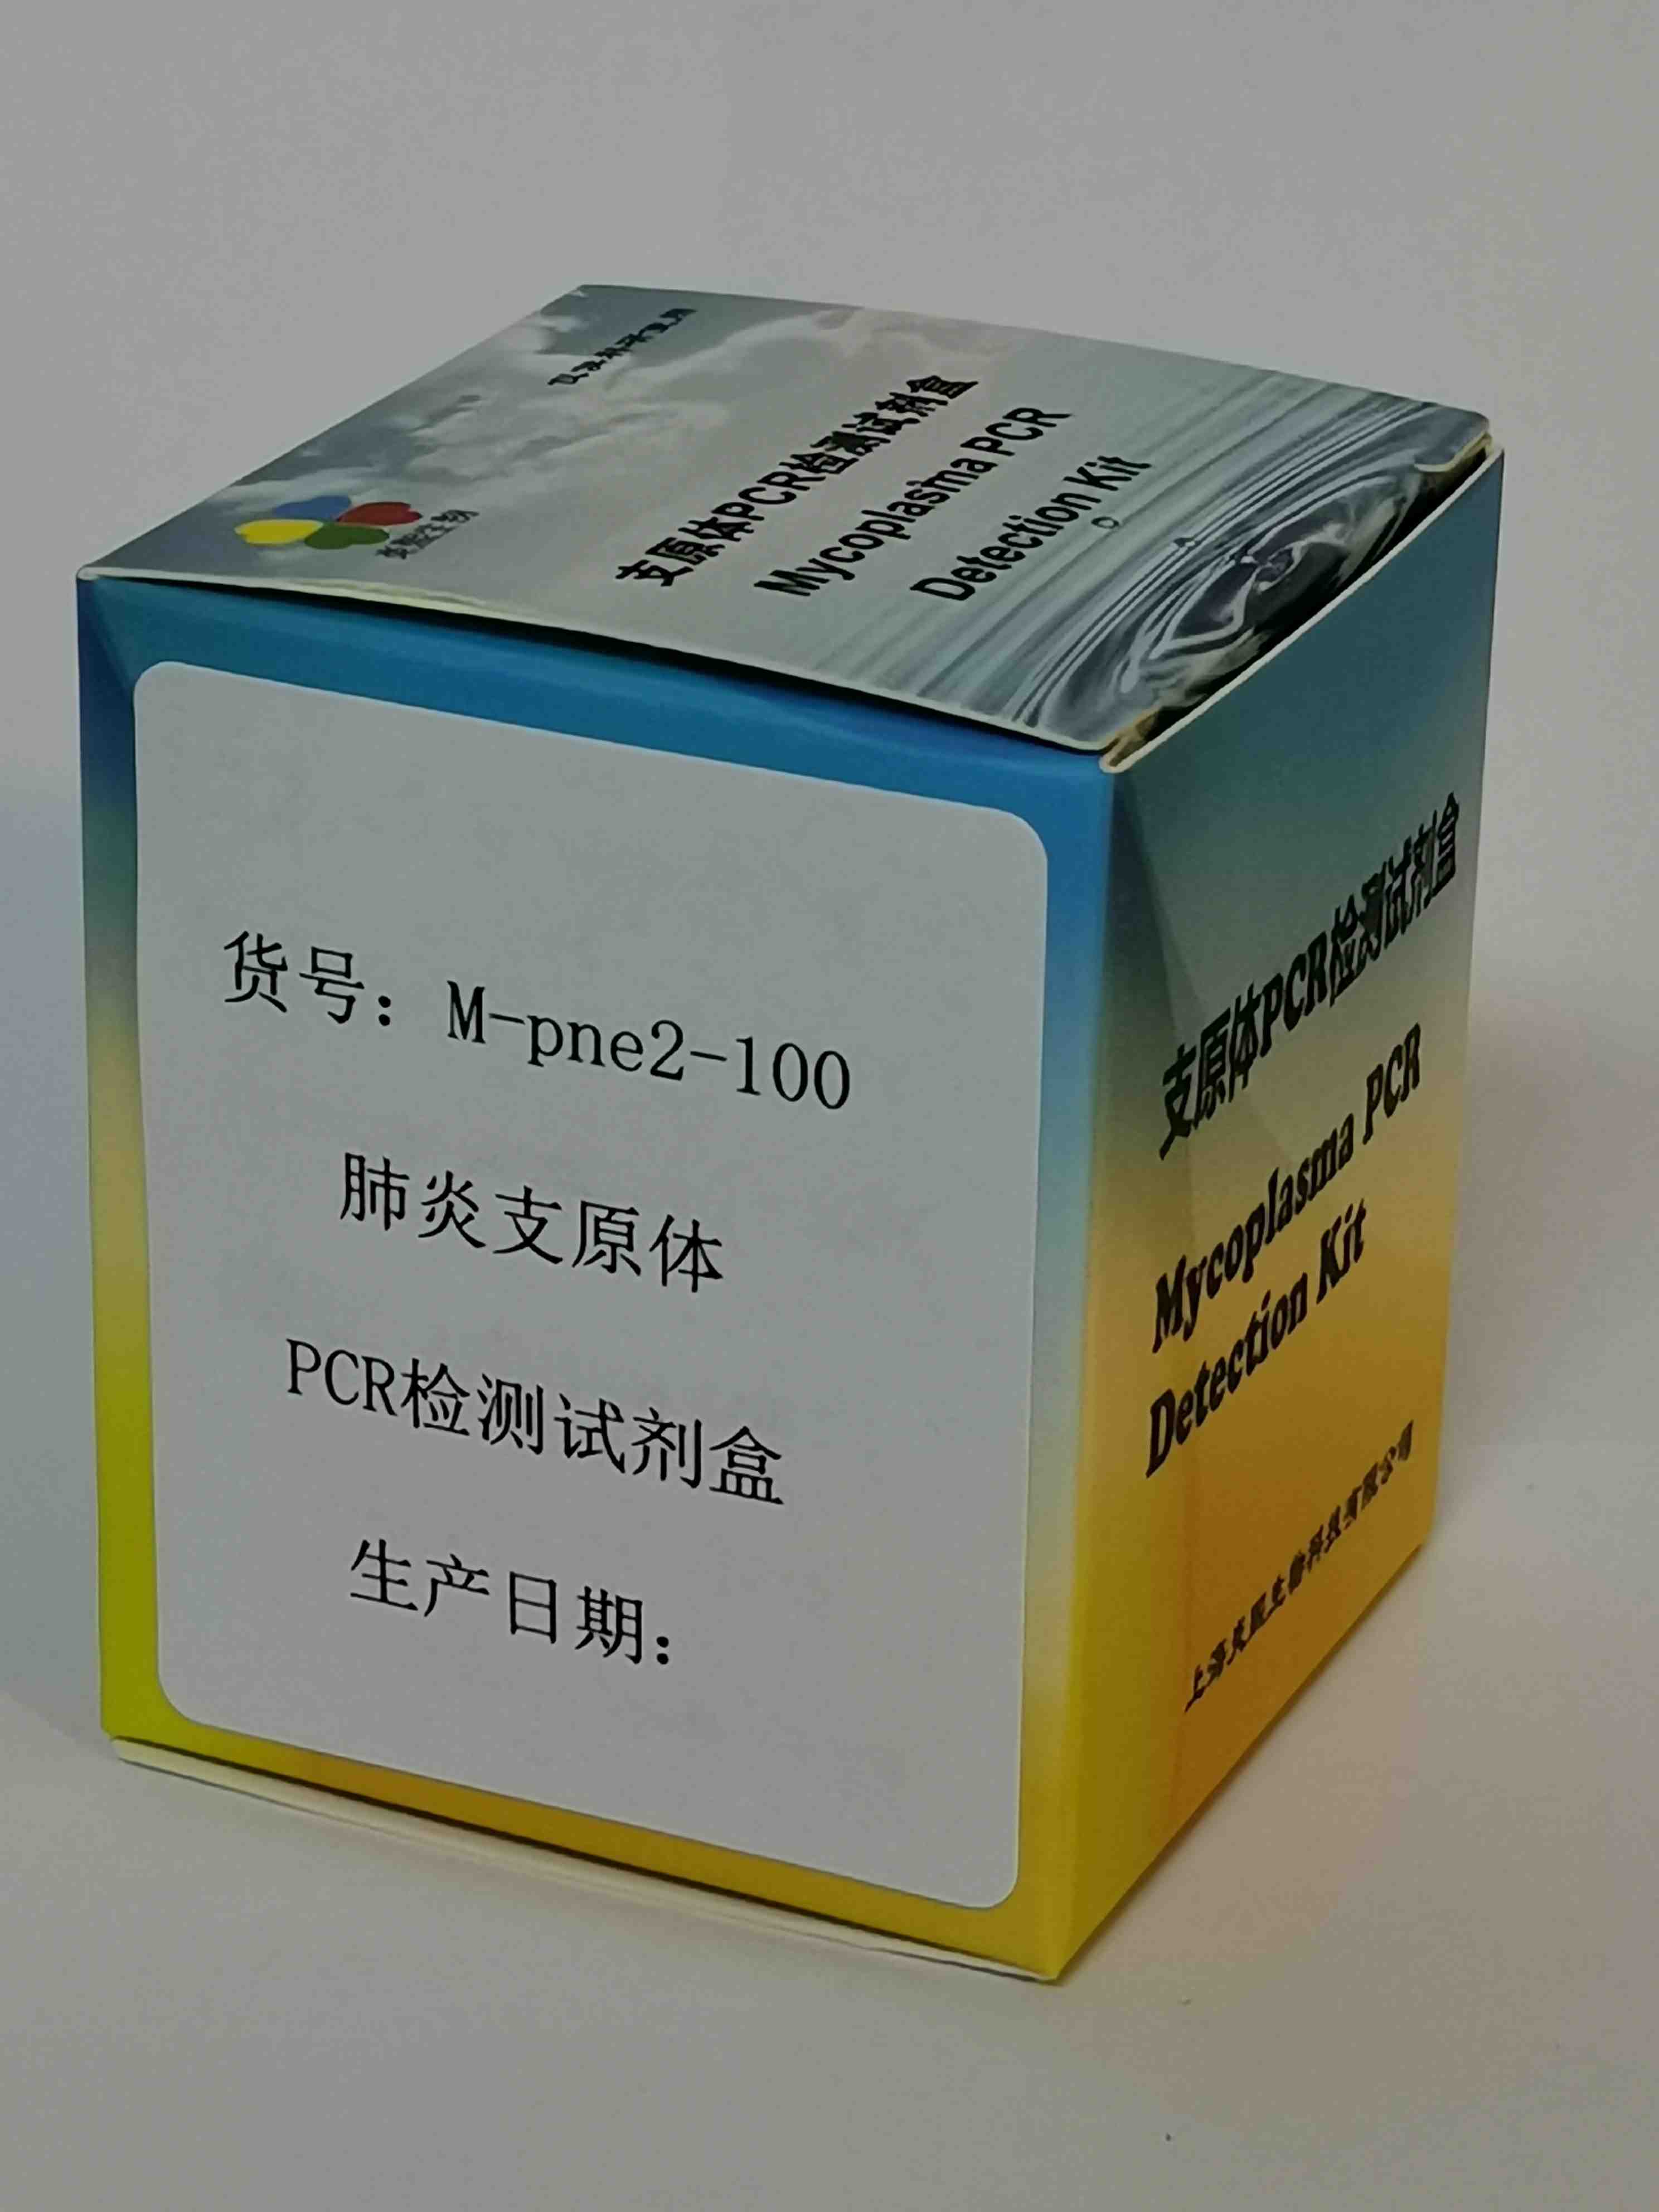 支原体PCR检测试剂盒
Mycoplasma PCR
Detection Kit
货号：M-pne2-100
肺炎支原体
PCR检测试剂盒
生产日期：
支原体PCR检测试剂盒
Mycoplasma PCR
Detection Kit